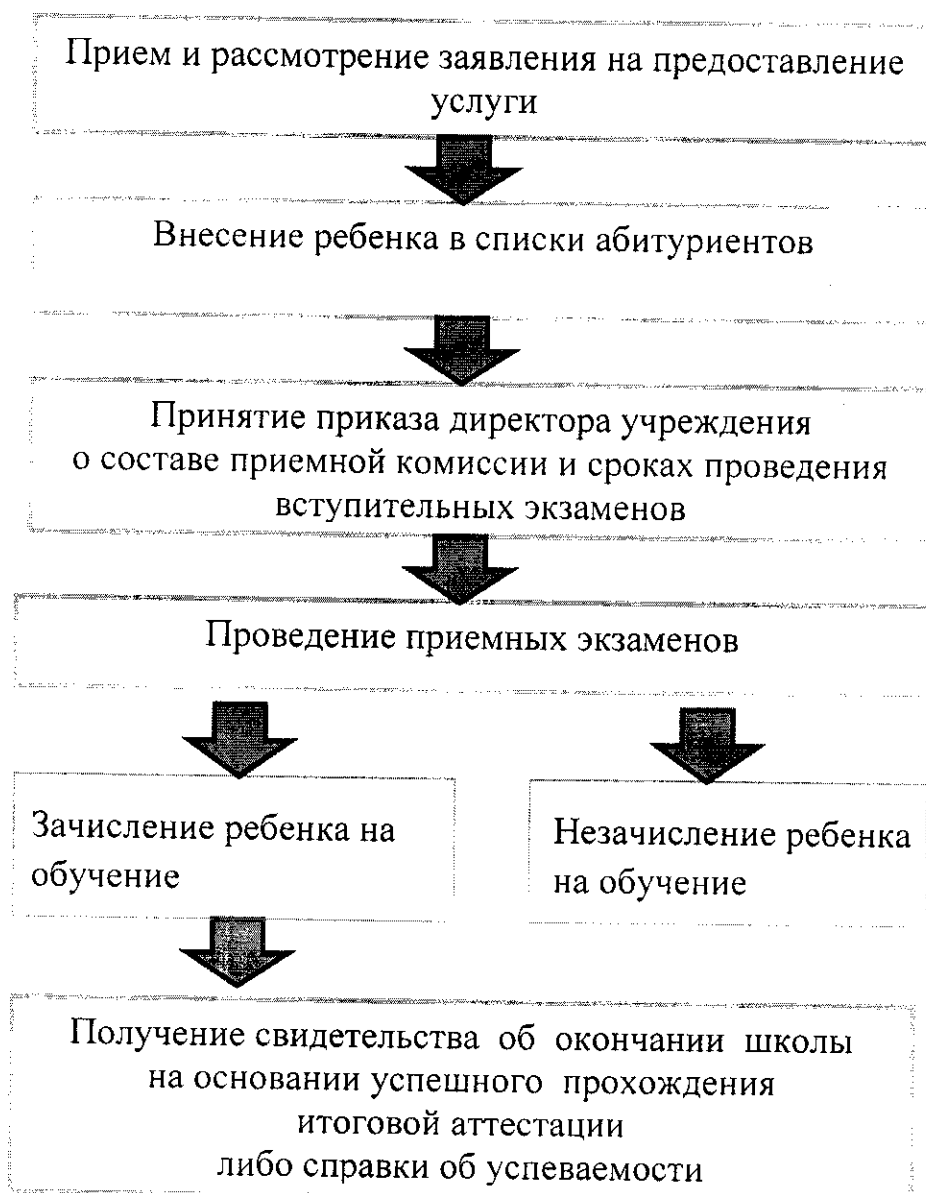 Прием и рассмотрение заявления на предоставление
услуги
Внесение ребенка в списки абитуриентов
Принятие приказа директора учреждения
о составе приемной комиссии и сроках проведения
вступительных экзаменов
Проведение приемных экзаменов
Зачисление ребенка на
обучение
Незачисление ребенка
на обучение
Получение свидетельства об окончании школы
на основании успешного прохождения
итоговой аттестации
либо справки об успеваемости